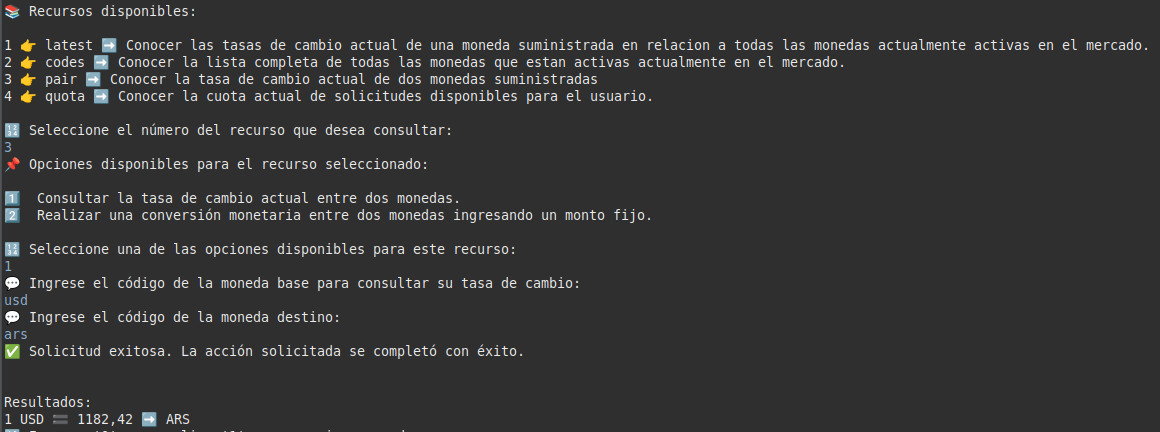 📚 Recursos disponibles:
1 👉 latest ➡️ Conocer las tasas de cambio actual de una moneda suministrada en relacion a todas las monedas actualmente activas en el mercado.
2 👉 codes ➡️ Conocer la lista completa de todas las monedas que estan activas actualmente en el mercado.
3 👉 pair ➡️ Conocer la tasa de cambio actual de dos monedas suministradas
4 👉 quota ➡️ Conocer la cuota actual de solicitudes disponibles para el usuario.
🔢 Seleccione el número del recurso que desea consultar:
3
📌 Opciones disponibles para el recurso seleccionado:
1️⃣ Consultar la tasa de cambio actual entre dos monedas.
2️⃣ Realizar una conversión monetaria entre dos monedas ingresando un monto fijo.
🔢 Seleccione una de las opciones disponibles para este recurso:
1
💬 Ingrese el código de la moneda base para consultar su tasa de cambio:
usd
💬 Ingrese el código de la moneda destino:
ars
✅ Solicitud exitosa. La acción solicitada se completó con éxito.
Resultados:
1 USD 🟰 1182,42 ➡️ ARS